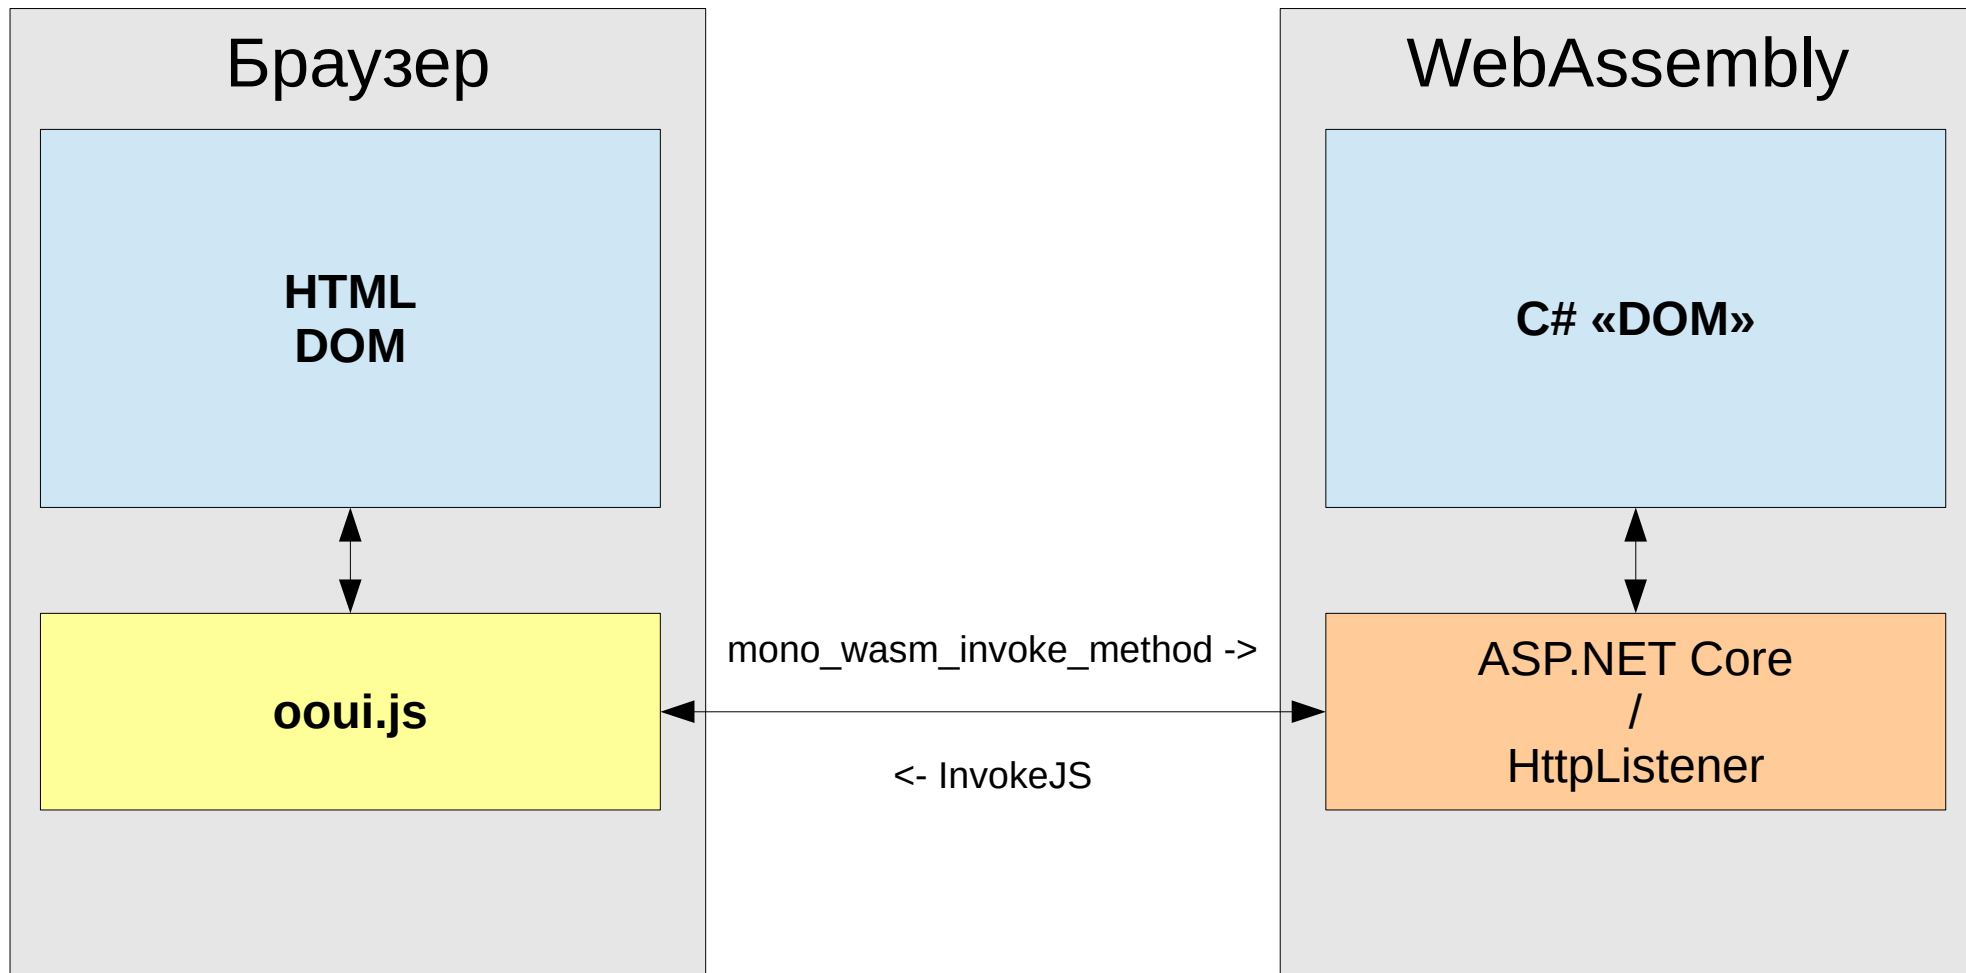 Браузер
HTML
DOM
ooui.js
mono_wasm_invoke_method ->
<- InvokeJS
WebAssembly
C# «DOM»
ASP.NET Core
/
HttpListener